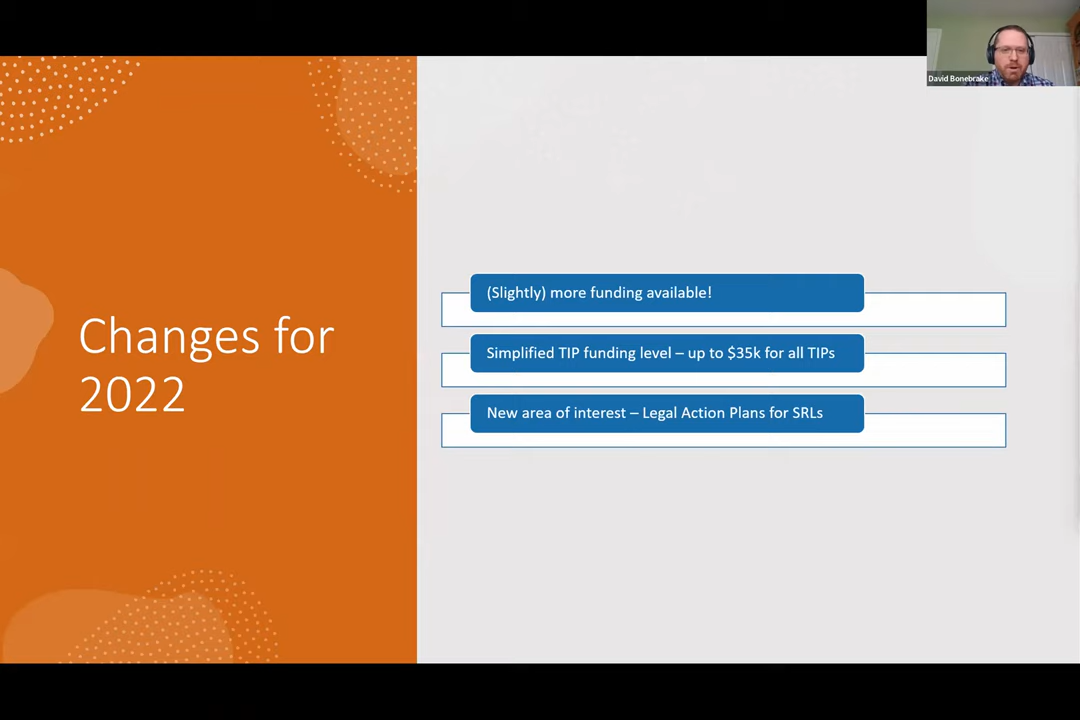 David Bonebrake
Changes for
2022
(Slightly) more funding available!
Simplified TIP funding level – up to $35k for all TIPs
New area of interest – Legal Action Plans for SRLs